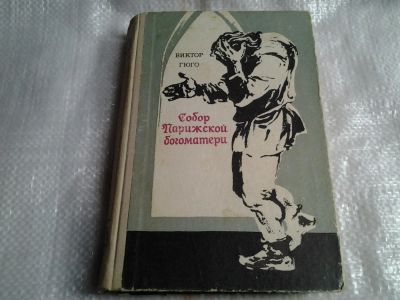 ВИКТОР
ГЮГО
Собор
Парижской
богоматери